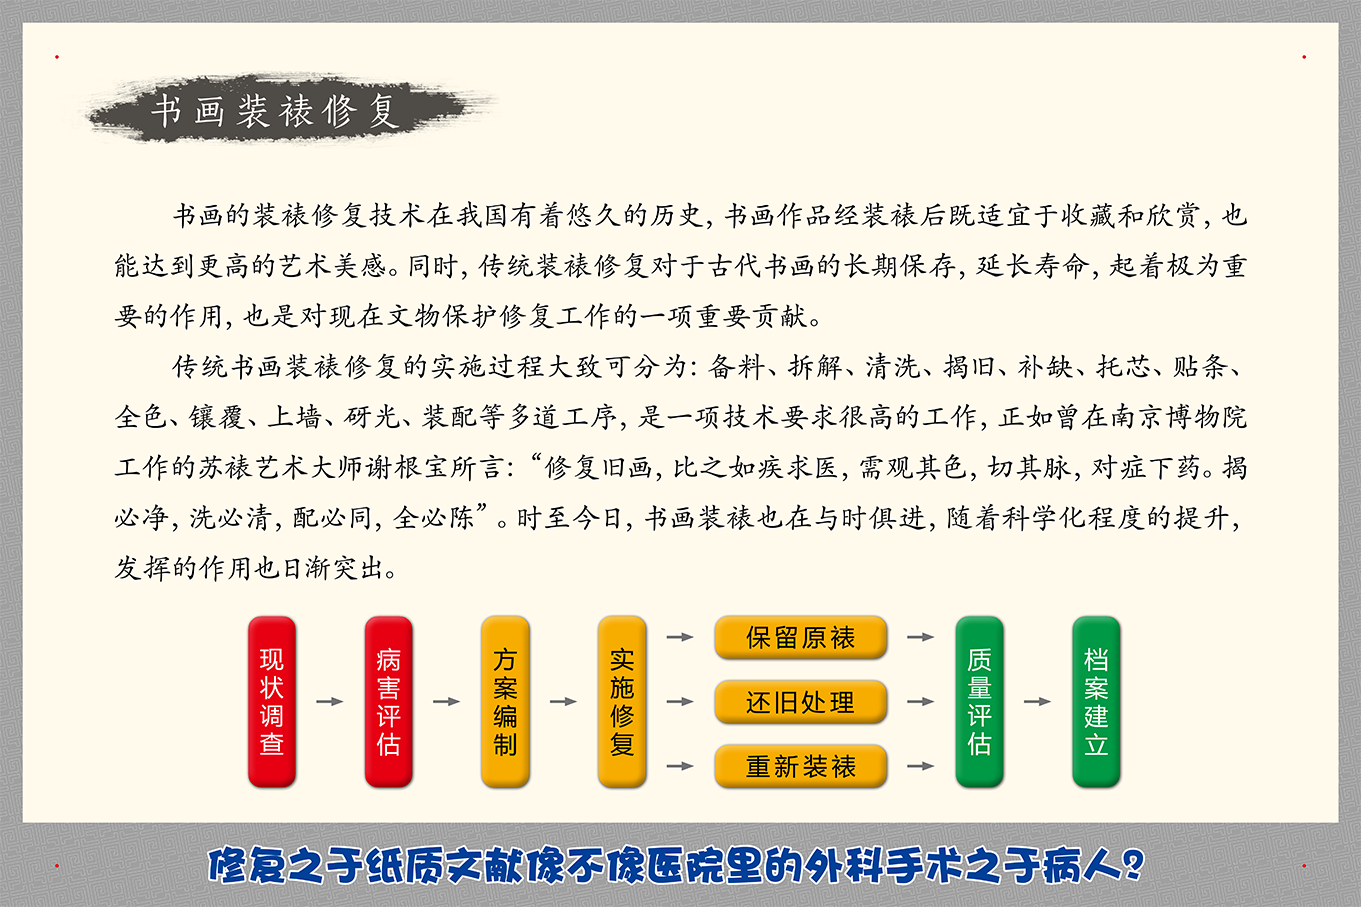 书画装裱修复
书画的装裱修复技术在我国有着悠久的历史，书画作品经装裱后既适宜于收藏和欣赏，也
能达到更高的艺术美感。同时，传统装裱修复对于古代书画的长期保存，延长寿命，起着极为重
要的作用，也是对现在文物保护修复工作的一项重要贡献。
传统书画装裱修复的实施过程大致可分为：备料、拆解、清洗、揭旧、补缺、托芯、贴条、
全色、镶覆、上墙、砑光、装配等多道工序，是一项技术要求很高的工作，正如曾在南京博物院
工作的苏裱艺术大师谢根宝所言：“修复旧画，比之如疾求医，需观其色，切其脉，对症下药。揭
必净，洗必清，配必同，全必陈”。时至今日，书画装裱也在与时俱进，随着科学化程度的提升，
发挥的作用也日渐突出。
现状调查
病害评估
方案编制
实施修复
保留原裱
还旧处理
重新装裱
质量评估
档案建立
修复之于纸质文献像不像医院里的外科手术之于病人？